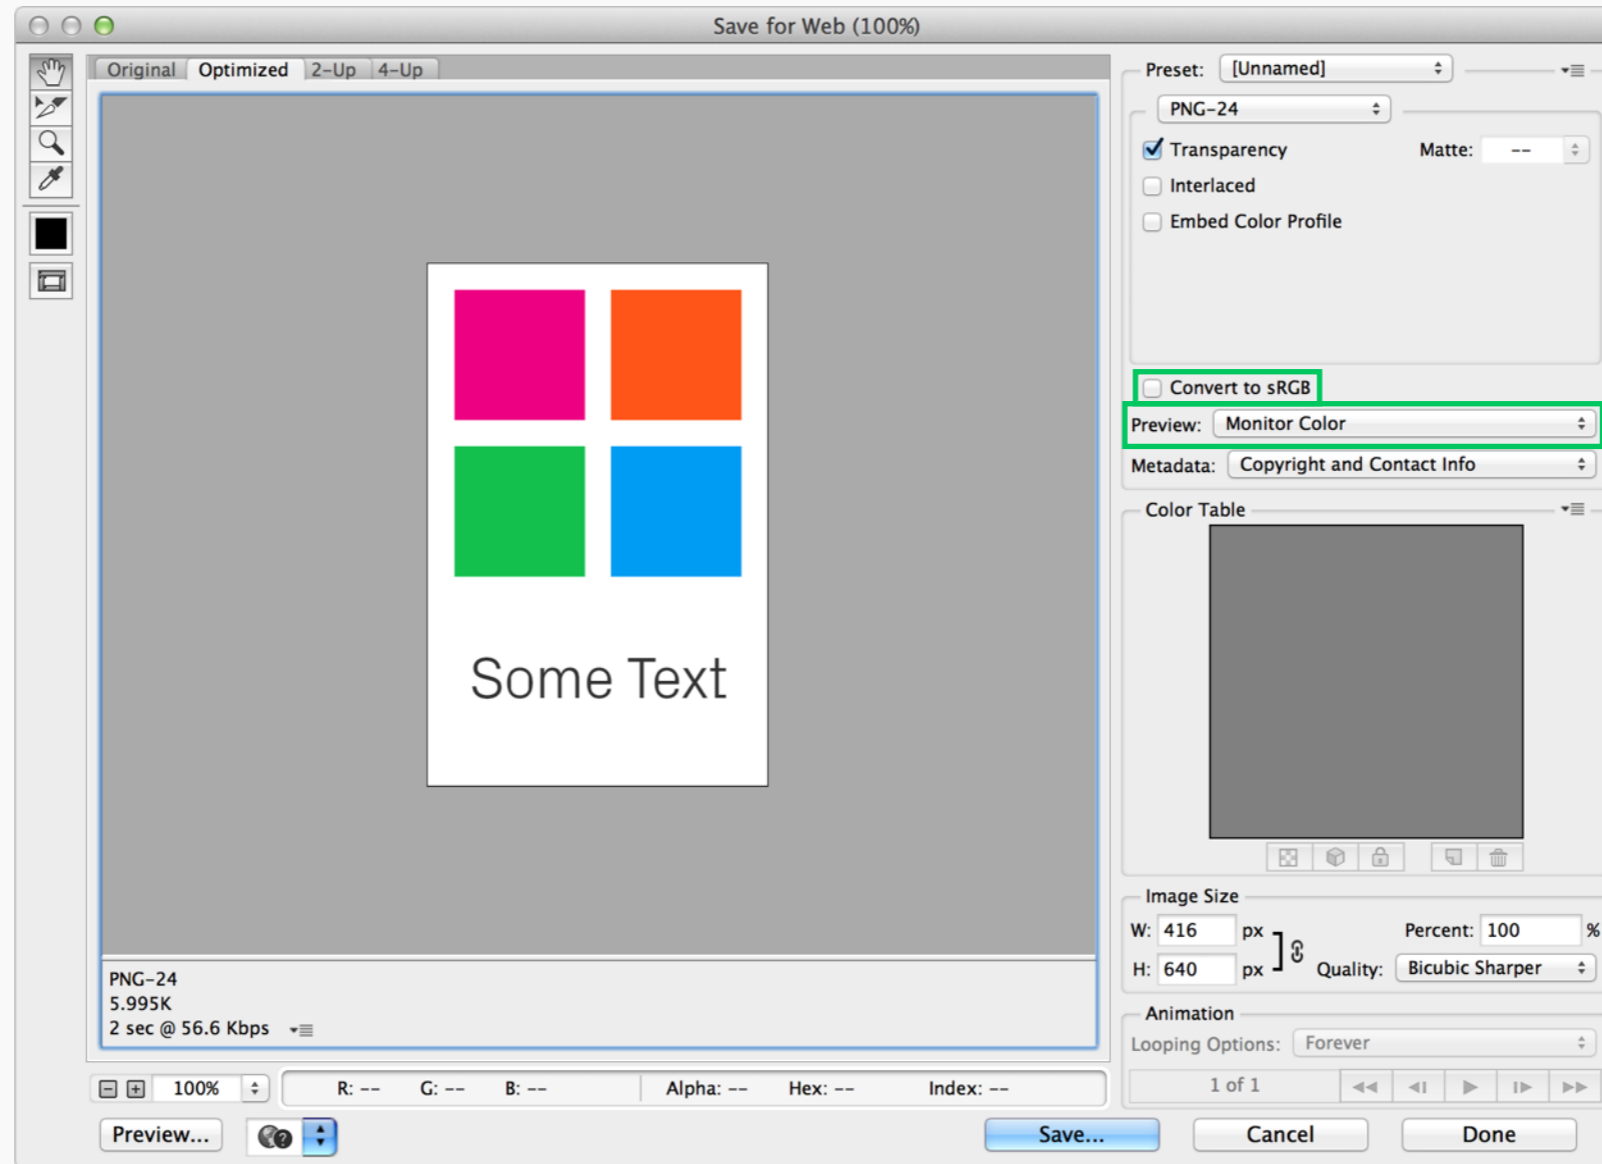 Save for Web (100%)
Original Optimized 2-Up 4-Up
Preset: [Unnamed]
PNG-24
Transparency Matte: --
Interlaced
Embed Color Profile
Convert to sRGB
Preview: Monitor Color
Metadata: Copyright and Contact Info
Color Table
Some Text
Image Size
W: 416 px Percent: 100 %
H: 640 px Quality: Bicubic Sharper
PNG-24
5.995K
2 sec @ 56.6 Kbps
Animation
Looping Options: Forever
1 of 1
100% R: -- G: -- B: -- Alpha: -- Hex: -- Index: --
Preview... Save... Cancel Done